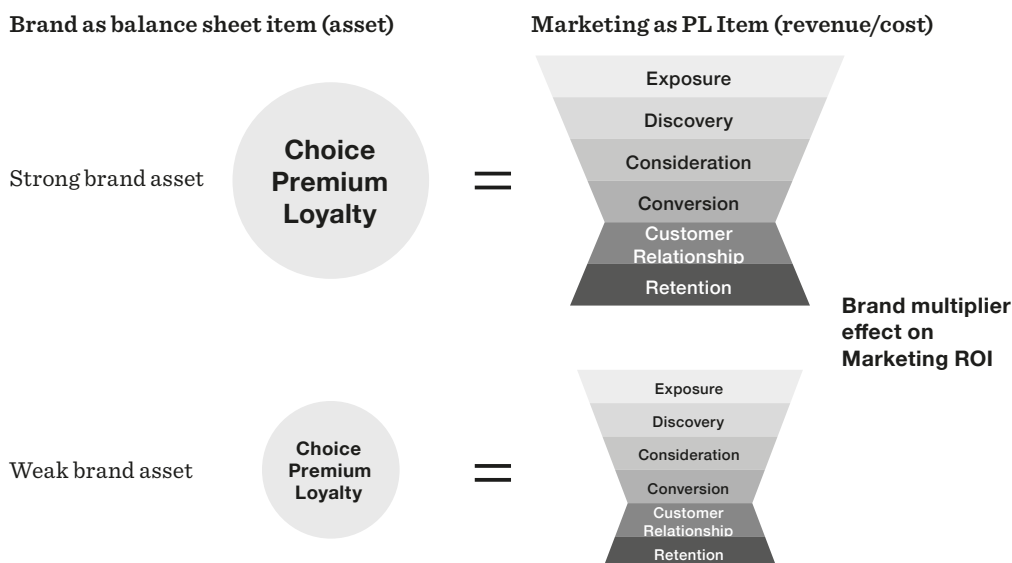 Brand as balance sheet item (asset)
Marketing as PL Item (revenue/cost)
Strong brand asset
Choice
Premium
Loyalty
=
Exposure
Discovery
Consideration
Conversion
Customer
Relationship
Retention
Brand multiplier
effect on
Marketing ROI
Weak brand asset
Choice
Premium
Loyalty
=
Exposure
Discovery
Consideration
Conversion
Customer
Relationship
Retention